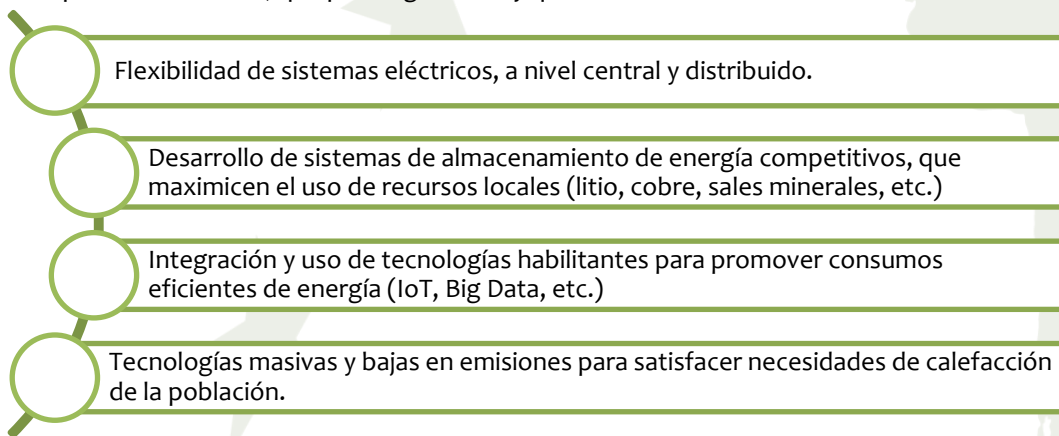 Flexibilidad de sistemas eléctricos, a nivel central y distribuido.
Desarrollo de sistemas de almacenamiento de energía competitivos, que
maximicen el uso de recursos locales (litio, cobre, sales minerales, etc.)
Integración y uso de tecnologías habilitantes para promover consumos
eficientes de energía (IoT, Big Data, etc.)
Tecnologías masivas y bajas en emisiones para satisfacer necesidades de calefacción
de la población.